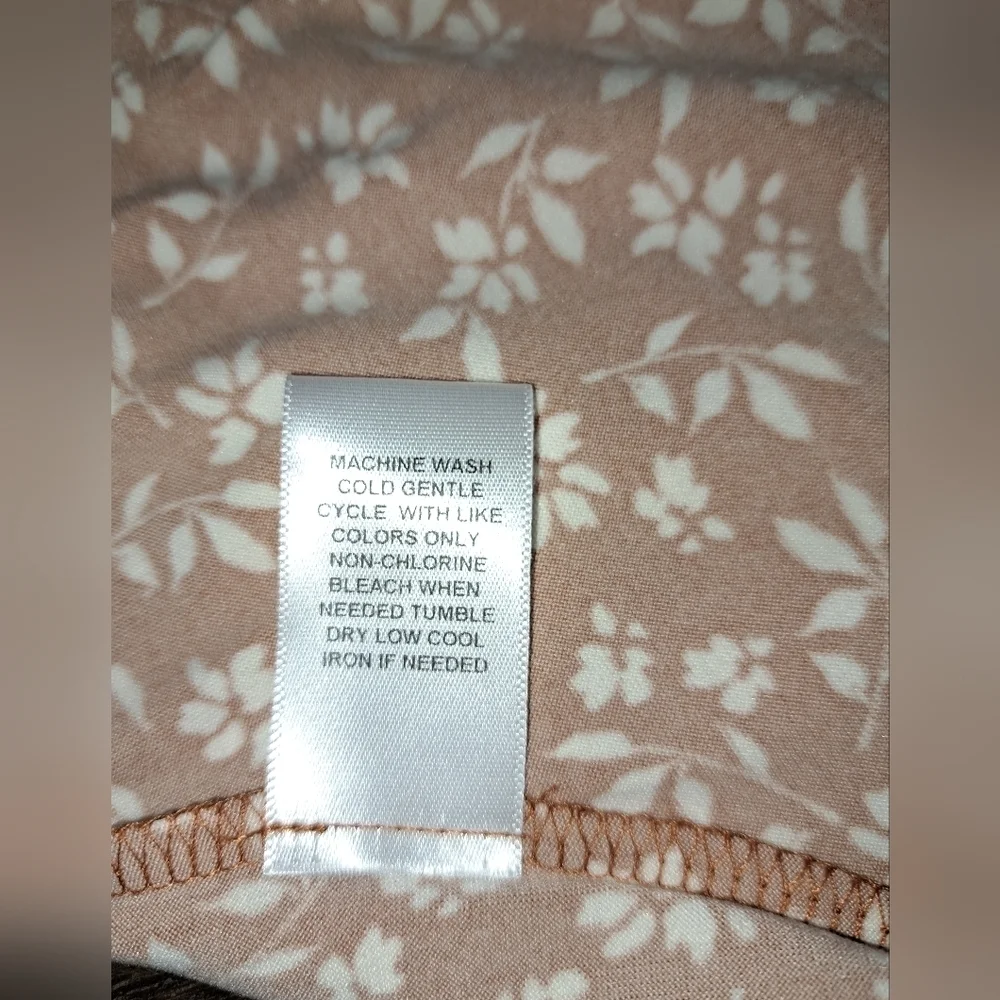 MACHINE WASH
COLD GENTLE
CYCLE WITH LIKE
COLORS ONLY
NON-CHLORINE
BLEACH WHEN
NEEDED TUMBLE
DRY LOW COOL
IRON IF NEEDED